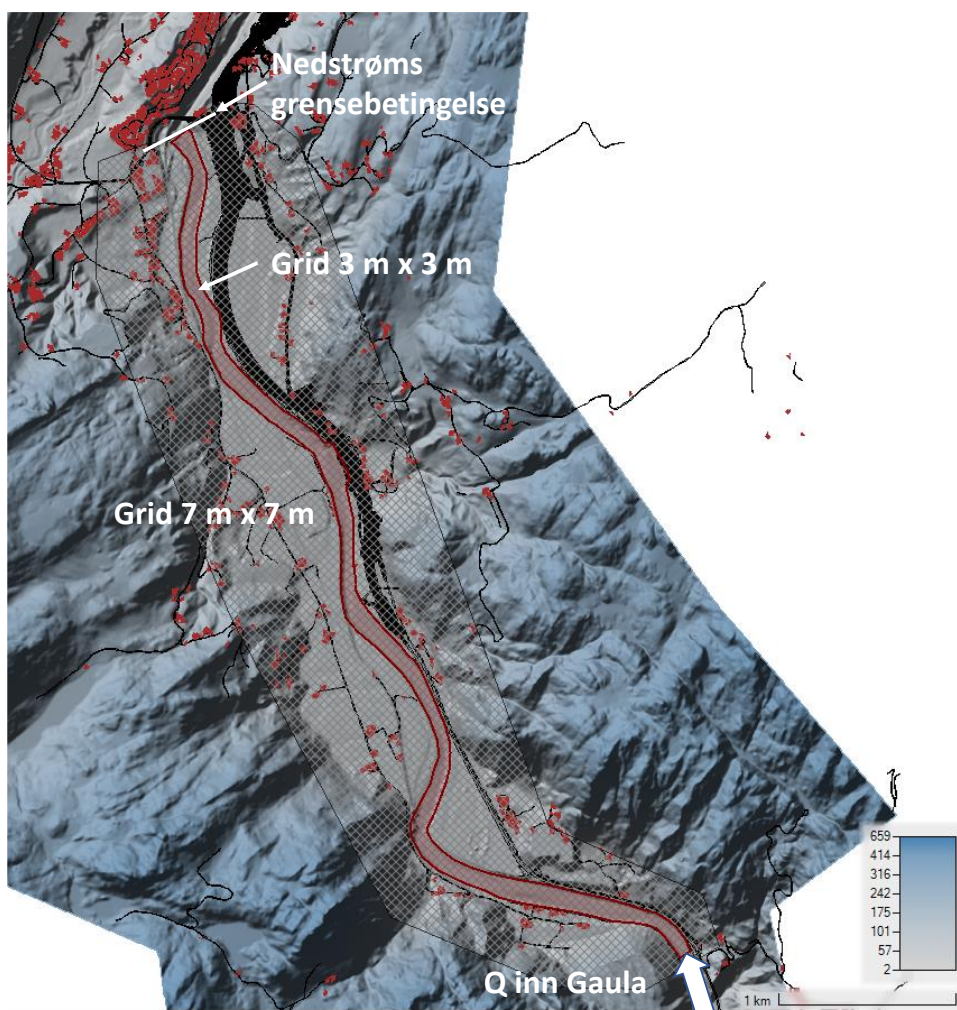 Nedstrøms
grensebetingelse
Grid 3 m x 3 m
Grid 7 m x 7 m
Q inn Gaula
659
414
316
242
175
101
57
2
1 km